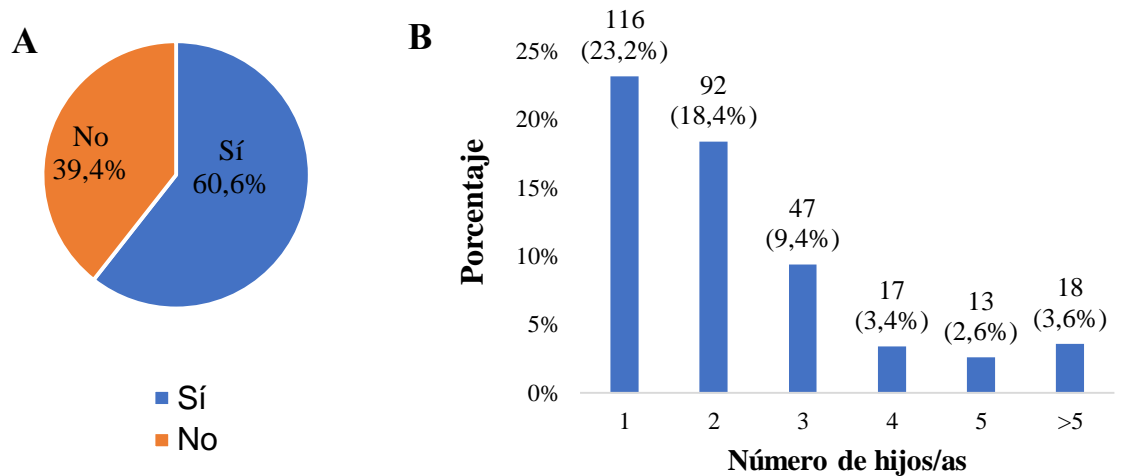 A
No
39,4%
Sí
60,6%
Sí
No
B
Porcentaje
25%
20%
15%
10%
5%
0%
116
(23,2%)
92
(18,4%)
47
(9,4%)
17
(3,4%)
13
(2,6%)
18
(3,6%)
1 2 3 4 5 >5
Número de hijos/as